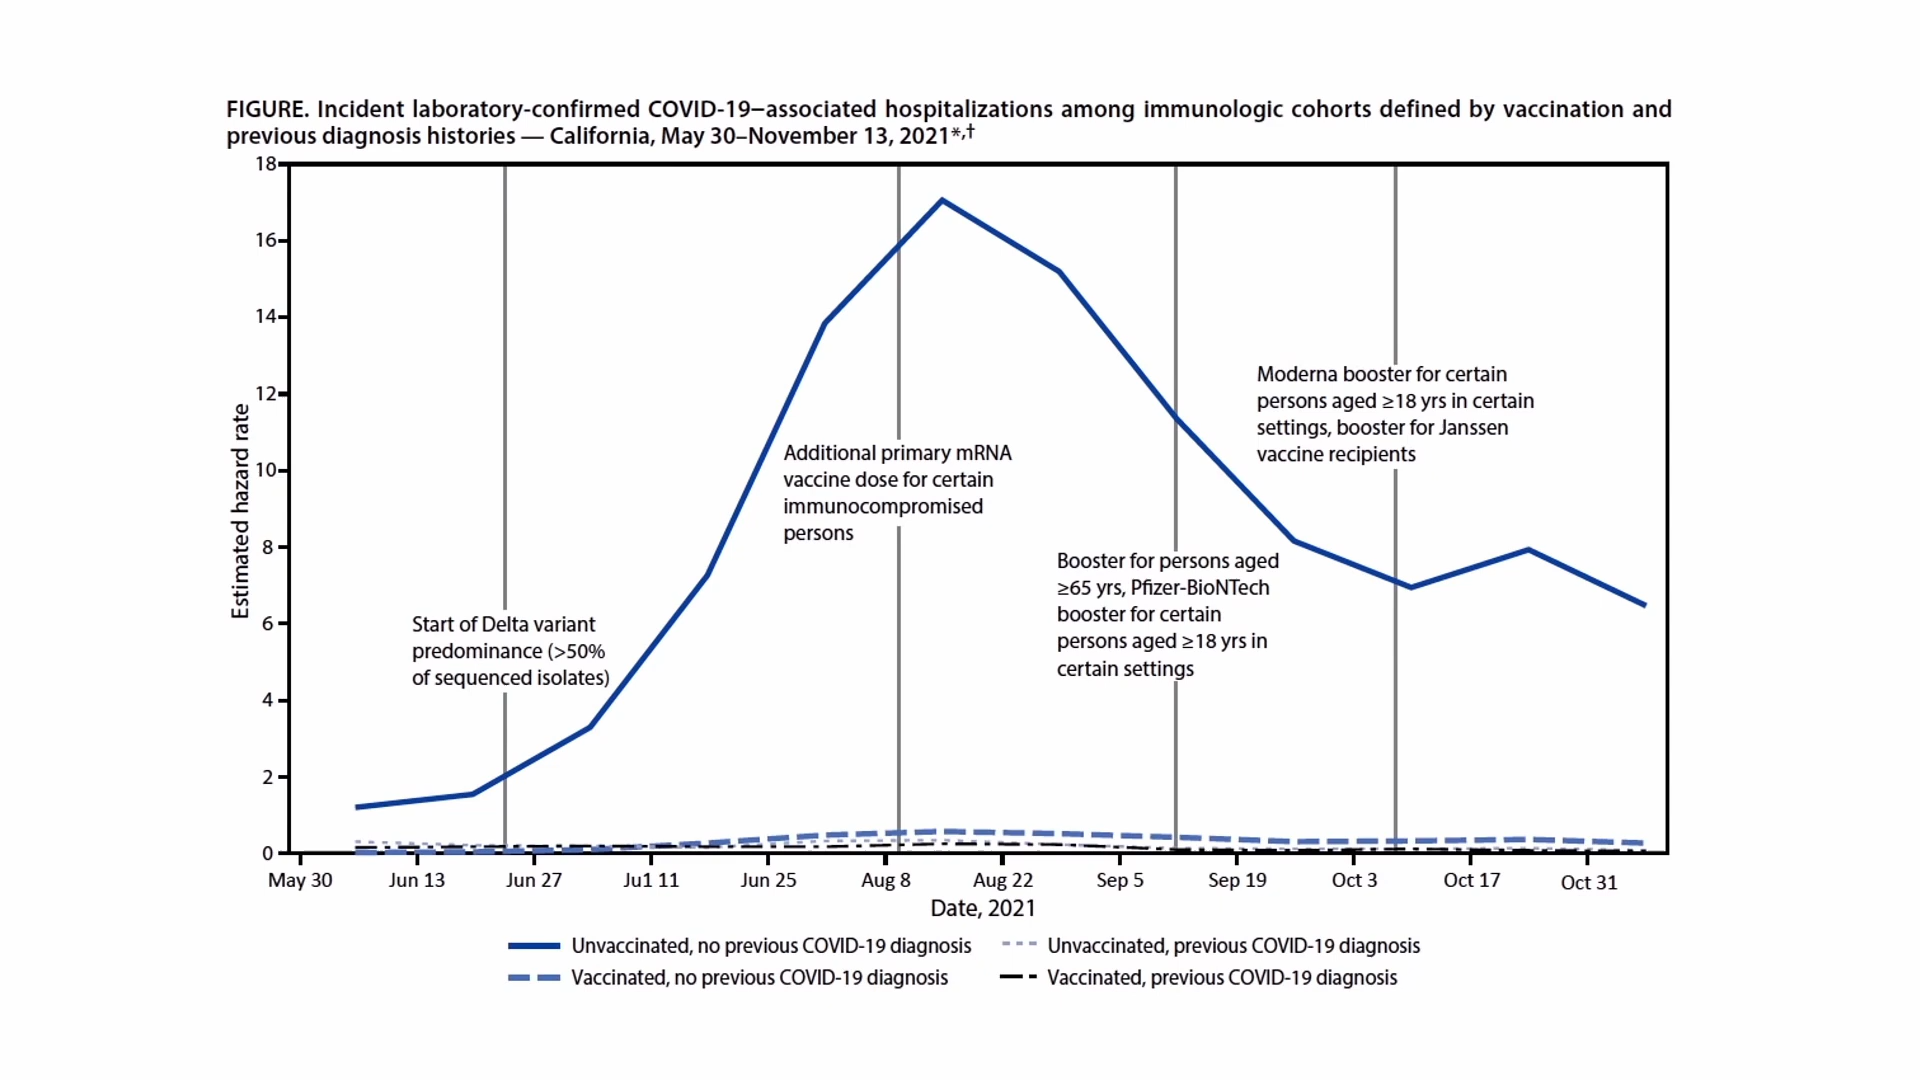 FIGURE. Incident laboratory-confirmed COVID-19–associated hospitalizations among immunologic cohorts defined by vaccination and
previous diagnosis histories — California, May 30–November 13, 2021*,†
18
16
14
12
10
8
6
4
2
0
Estimated hazard rate
Start of Delta variant
predominance (>50%
of sequenced isolates)
Additional primary mRNA
vaccine dose for certain
immunocompromised
persons
Booster for persons aged
≥65 yrs, Pfizer-BioNTech
booster for certain
persons aged ≥18 yrs in
certain settings
Moderna booster for certain
persons aged ≥18 yrs in certain
settings, booster for Janssen
vaccine recipients
May 30 Jun 13 Jun 27 Ju1 11 Jun 25 Aug 8 Aug 22 Sep 5 Sep 19 Oct 3 Oct 17 Oct 31
Date, 2021
Unvaccinated, no previous COVID-19 diagnosis Unvaccinated, previous COVID-19 diagnosis
Vaccinated, no previous COVID-19 diagnosis Vaccinated, previous COVID-19 diagnosis